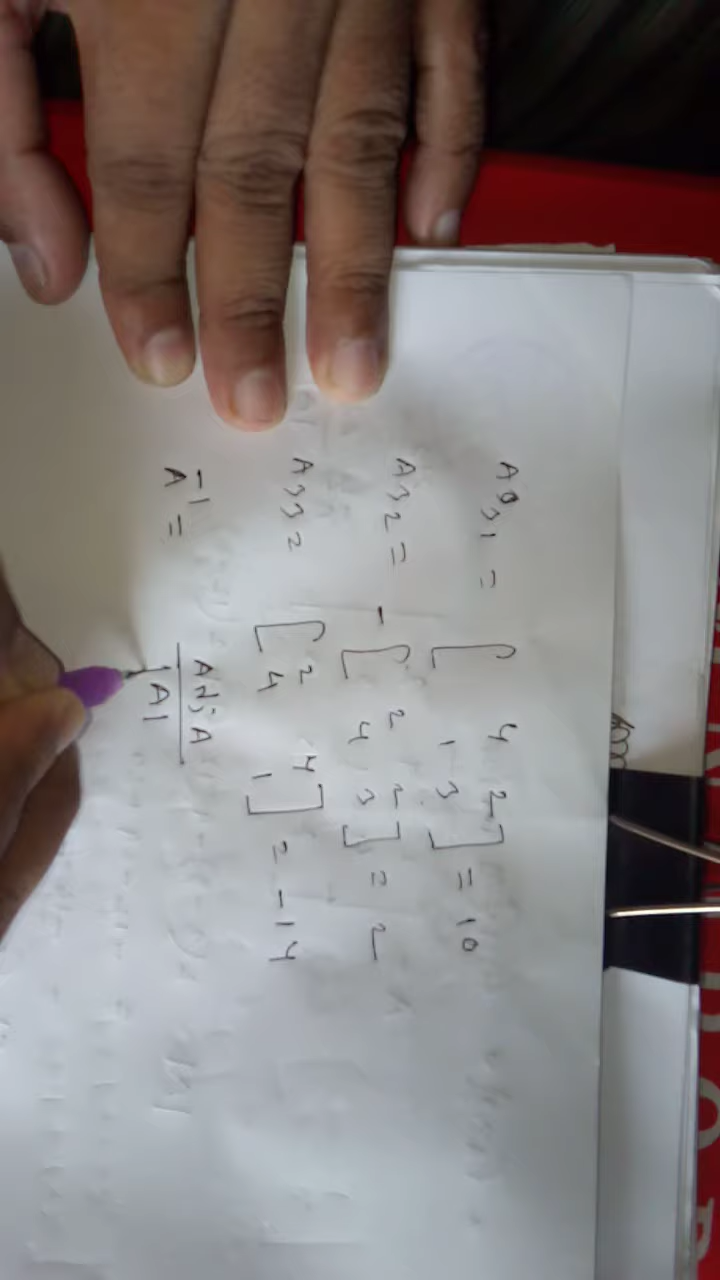 A31 = [ 4 2
1 3 ] = 10
A32 = - [ 2 2
4 3 ] = 2
A33 = [ 2 4
4 1 ] = -14
A⁻¹ = Adj A
|A|